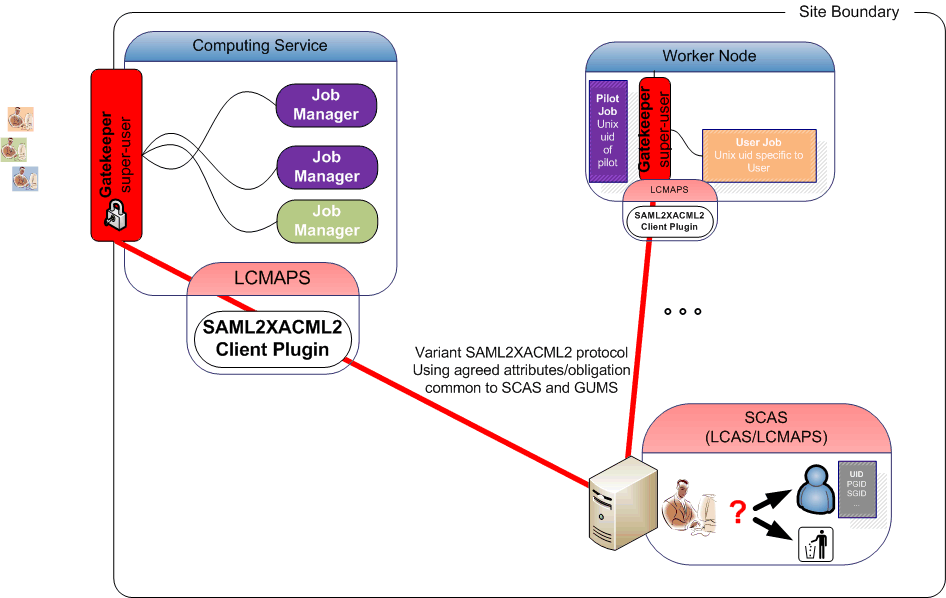 Site Boundary
Computing Service
Gatekeeper
super-user
Job
Manager
Job
Manager
Job
Manager
LCMAPS
SAML2XACML2
Client Plugin
Worker Node
Pilot
Job
Unix
uid
of
pilot
Gatekeeper
super-user
User Job
Unix uid specific to
User
LCMAPS
SAML2XACML2
Client Plugin
Variant SAML2XACML2 protocol
Using agreed attributes/obligation
common to SCAS and GUMS
SCAS
(LCAS/LCMAPS)
?
UID
PGID
SGID
...